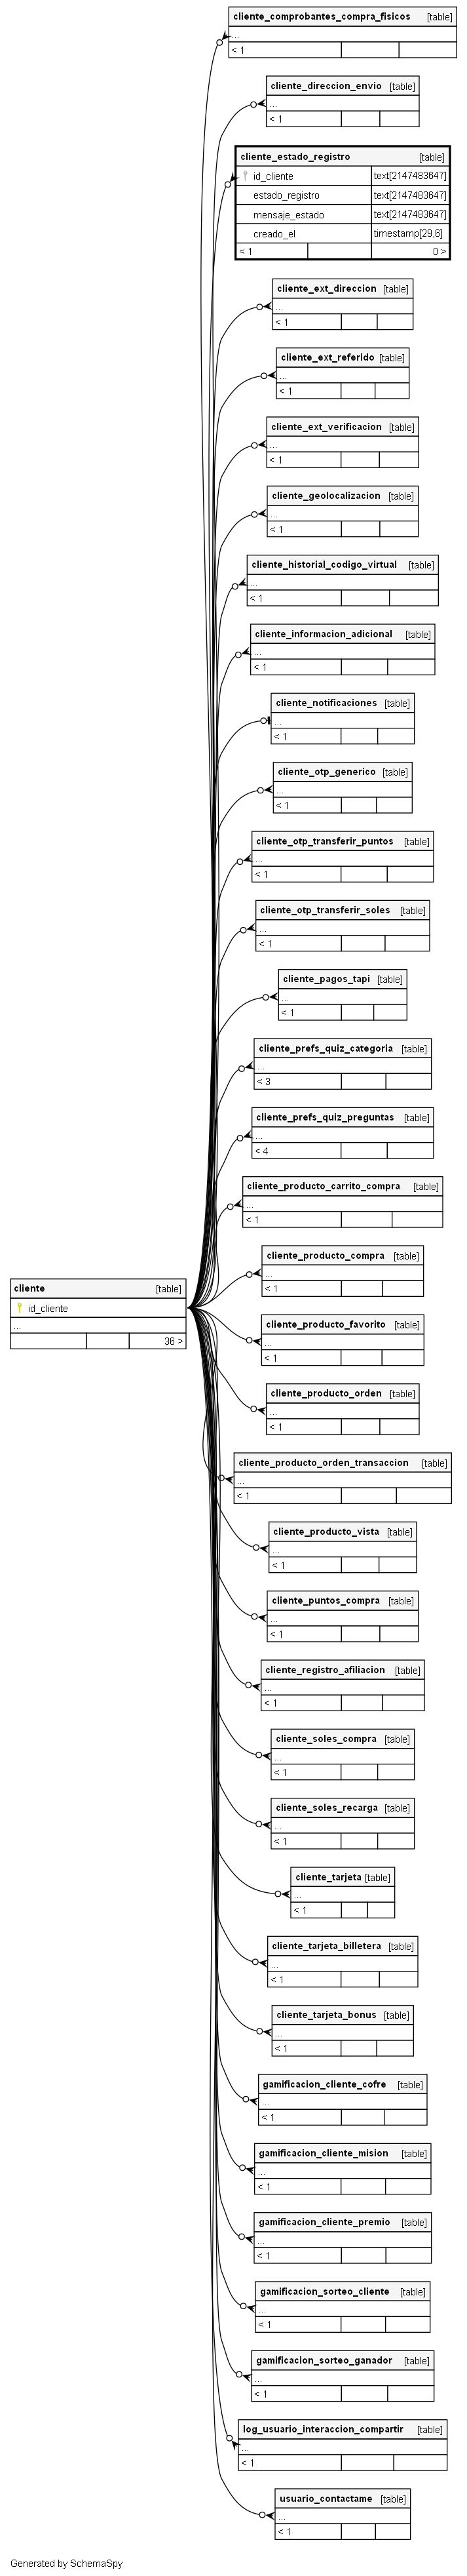 cliente_comprobantes_compra_fisicos [table]
...
< 1
cliente_direccion_envio [table]
...
< 1
cliente_estado_registro [table]
id_cliente text[2147483647]
estado_registro text[2147483647]
mensaje_estado text[2147483647]
creado_el timestamp[29,6]
< 1 0 >
cliente_ext_direccion [table]
...
< 1
cliente_ext_referido [table]
...
< 1
cliente_ext_verificacion [table]
...
< 1
cliente_geolocalizacion [table]
...
< 1
cliente_historial_codigo_virtual [table]
...
< 1
cliente_informacion_adicional [table]
...
< 1
cliente_notificaciones [table]
...
< 1
cliente_otp_generico [table]
...
< 1
cliente_otp_transferir_puntos [table]
...
< 1
cliente_otp_transferir_soles [table]
...
< 1
cliente_pagos_tapi [table]
...
< 1
cliente_prefs_quiz_categoria [table]
...
< 3
cliente_prefs_quiz_preguntas [table]
...
< 4
cliente_producto_carrito_compra [table]
...
< 1
cliente_producto_compra [table]
...
< 1
cliente [table]
id_cliente
...
36 >
cliente_producto_favorito [table]
...
< 1
cliente_producto_orden [table]
...
< 1
cliente_producto_orden_transaccion [table]
...
< 1
cliente_producto_vista [table]
...
< 1
cliente_puntos_compra [table]
...
< 1
cliente_registro_afiliacion [table]
...
< 1
cliente_soles_compra [table]
...
< 1
cliente_soles_recarga [table]
...
< 1
cliente_tarjeta [table]
...
< 1
cliente_tarjeta_billetera [table]
...
< 1
cliente_tarjeta_bonus [table]
...
< 1
gamificacion_cliente_cofre [table]
...
< 1
gamificacion_cliente_mision [table]
...
< 1
gamificacion_cliente_premio [table]
...
< 1
gamificacion_sorteo_cliente [table]
...
< 1
gamificacion_sorteo_ganador [table]
...
< 1
log_usuario_interaccion_compartir [table]
...
< 1
usuario_contactame [table]
...
< 1
Generated by SchemaSpy